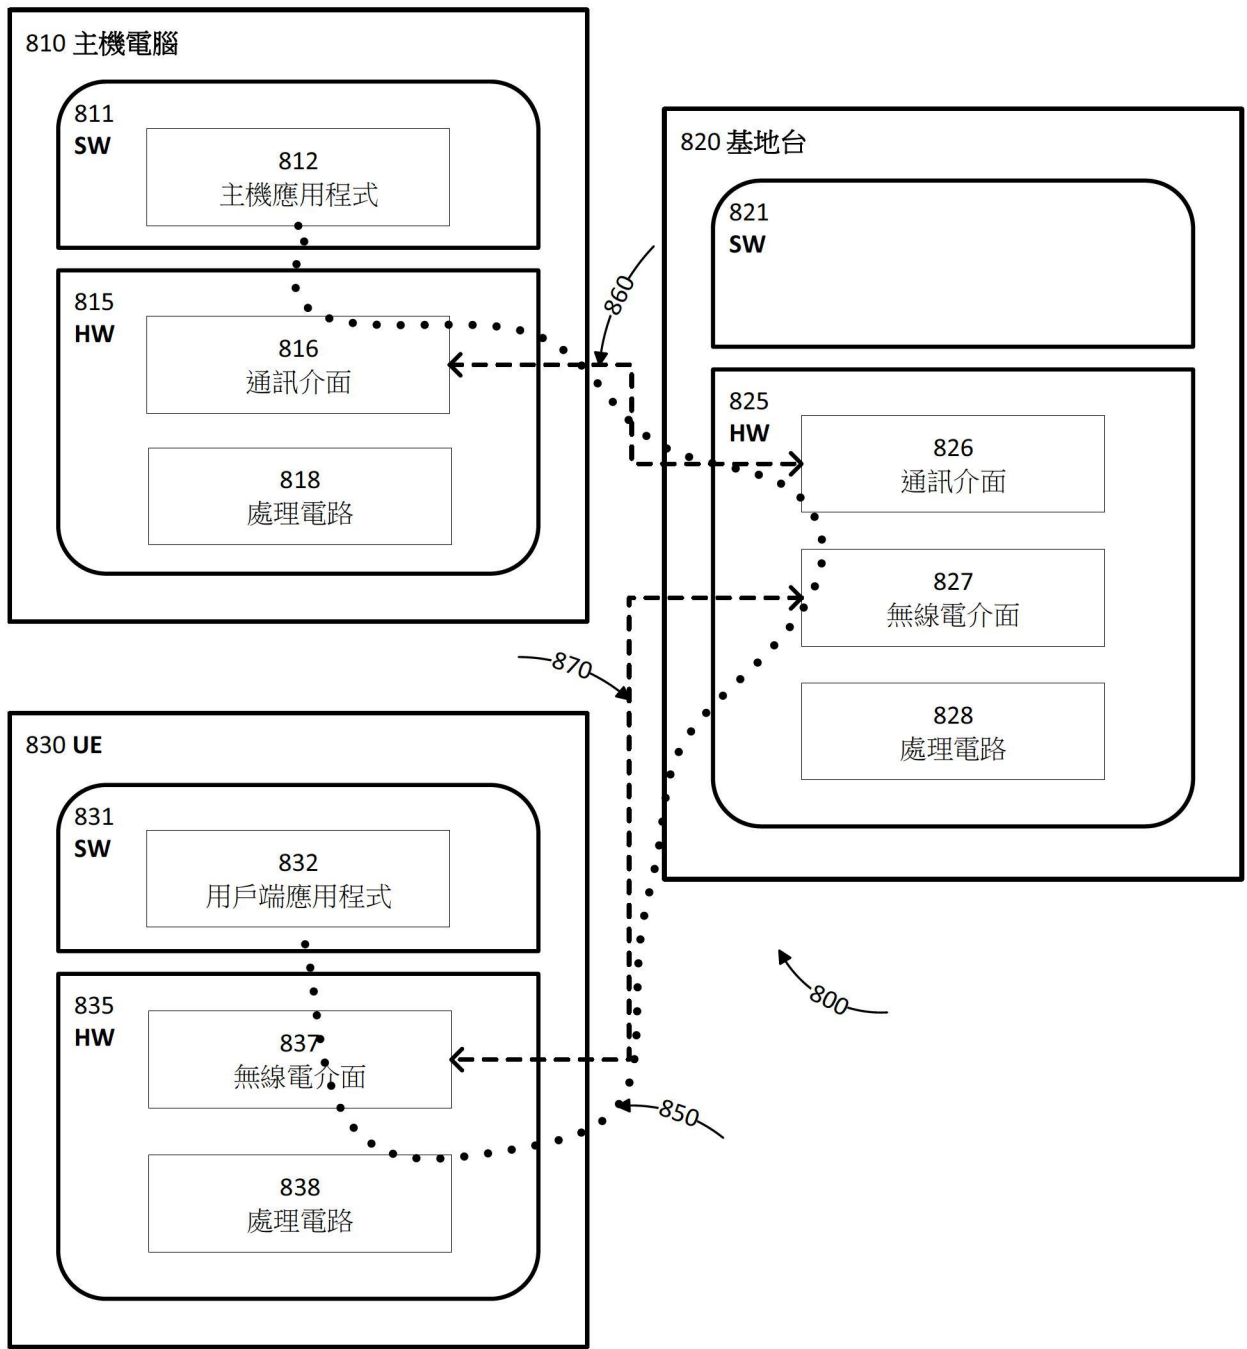 810 主機電腦
811
SW
812
主機應用程式
815
HW
816
通訊介面
818
處理電路
860
820 基地台
821
SW
825
HW
826
通訊介面
827
無線電介面
828
處理電路
870
830 UE
831
SW
832
用戶端應用程式
835
HW
837
無線電介面
838
處理電路
800
850